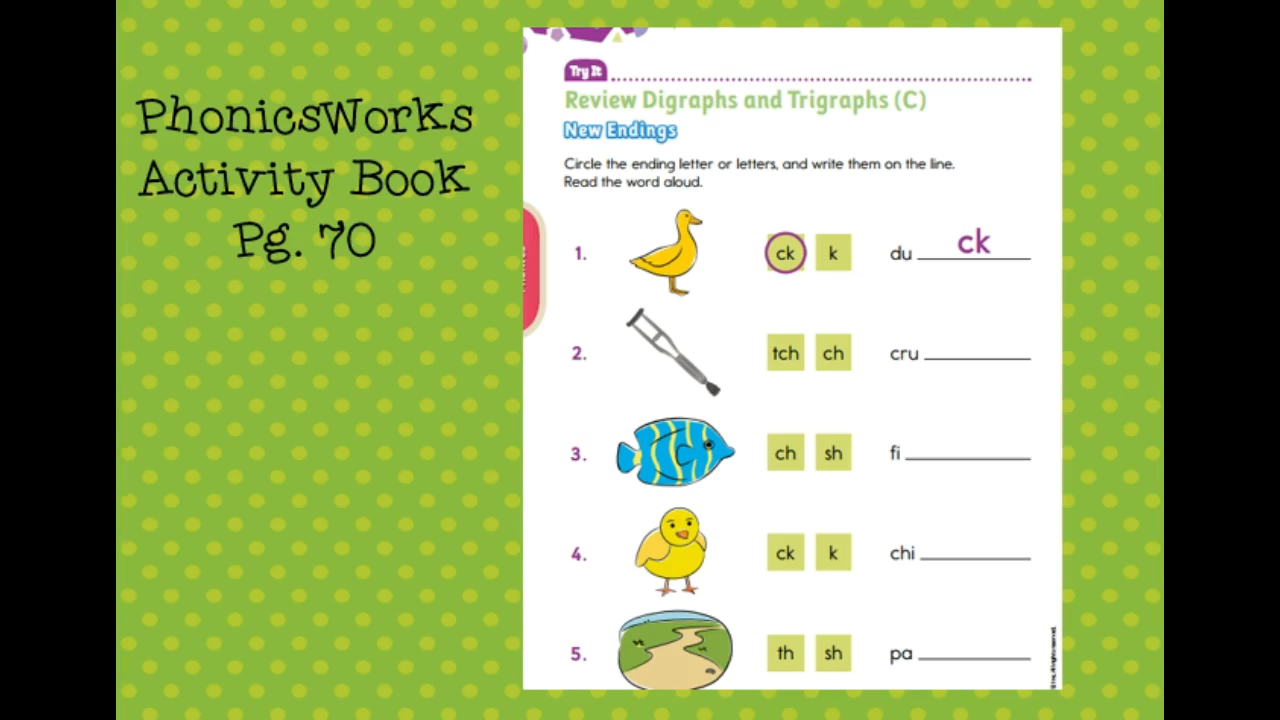 PhonicsWorks
Activity Book
Pg. 70
Try It
Review Digraphs and Trigraphs (C)
New Endings
Circle the ending letter or letters, and write them on the line.
Read the word aloud.
1. ck k du ck
2. tch ch cru
3. ch sh fi
4. ck k chi
5. th sh pa